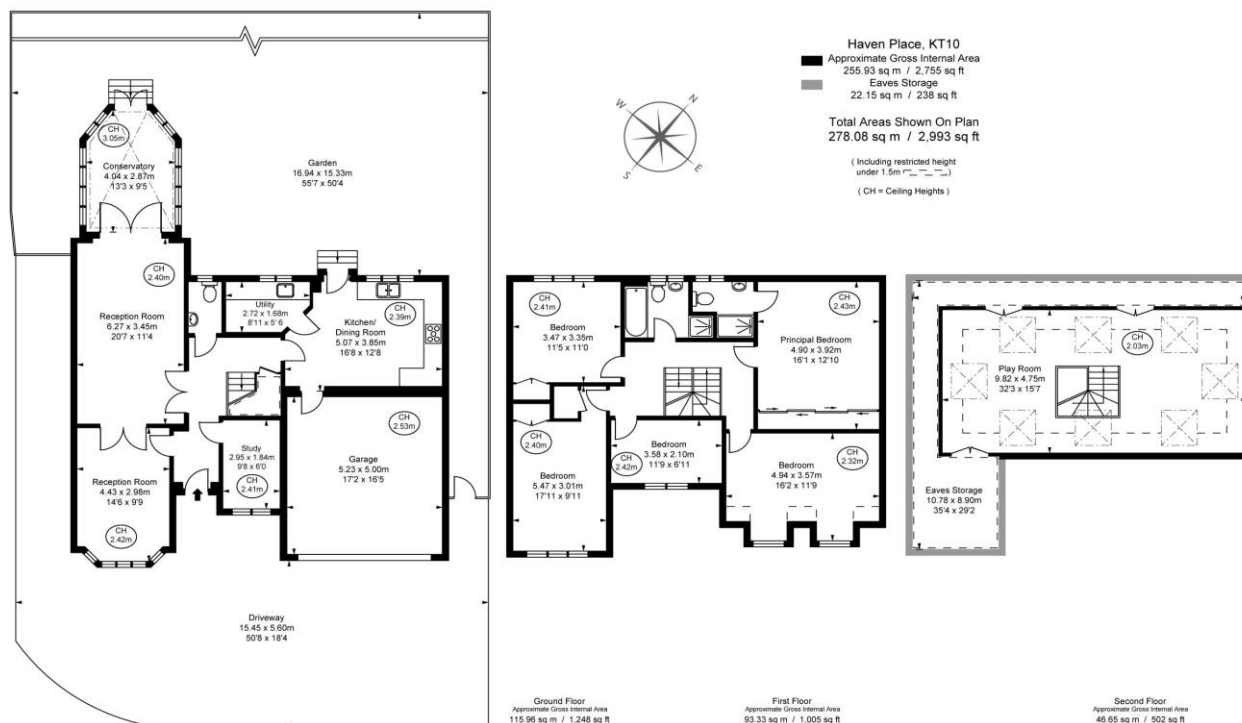 Haven Place, KT10
Approximate Gross Internal Area
255.93 sq m / 2,755 sq ft
Eaves Storage
22.15 sq m / 238 sq ft
Total Areas Shown On Plan
278.08 sq m / 2,993 sq ft
( Including restricted height
under 1.5m )
( CH = Ceiling Heights )
N
W
E
S
CH
3.05m
Conservatory
4.04 x 2.87m
13'3 x 9'5
Garden
16.94 x 15.33m
55'7 x 50'4
CH
2.40m
Reception Room
6.27 x 3.45m
20'7 x 11'4
Utility
2.72 x 1.68m
8'11 x 5' 6
CH
2.39m
Kitchen/
Dining Room
5.07 x 3.85m
16'8 x 12'8
CH
2.53m
Garage
5.23 x 5.00m
17'2 x 16'5
Study
2.95 x 1.84m
9'8 x 6'0
CH
2.41m
Reception Room
4.43 x 2.98m
14'6 x 9'9
CH
2.42m
Driveway
15.45 x 5.60m
50'8 x 18'4
Ground Floor
Approximate Gross Internal Area
115.96 sq m / 1,248 sq ft
CH
2.41m
Bedroom
3.47 x 3.35m
11'5 x 11'0
CH
2.43m
Principal Bedroom
4.90 x 3.92m
16'1 x 12'10
CH
2.40m
Bedroom
5.47 x 3.01m
17'11 x 9'11
Bedroom
3.58 x 2.10m
11'9 x 6'11
CH
2.42m
CH
2.32m
Bedroom
4.94 x 3.57m
16'2 x 11'9
First Floor
Approximate Gross Internal Area
93.33 sq m / 1,005 sq ft
CH
2.03m
Play Room
9.82 x 4.75m
32'3 x 15'7
Eaves Storage
10.78 x 8.90m
35'4 x 29'2
Second Floor
Approximate Gross Internal Area
46.65 sq m / 502 sq ft